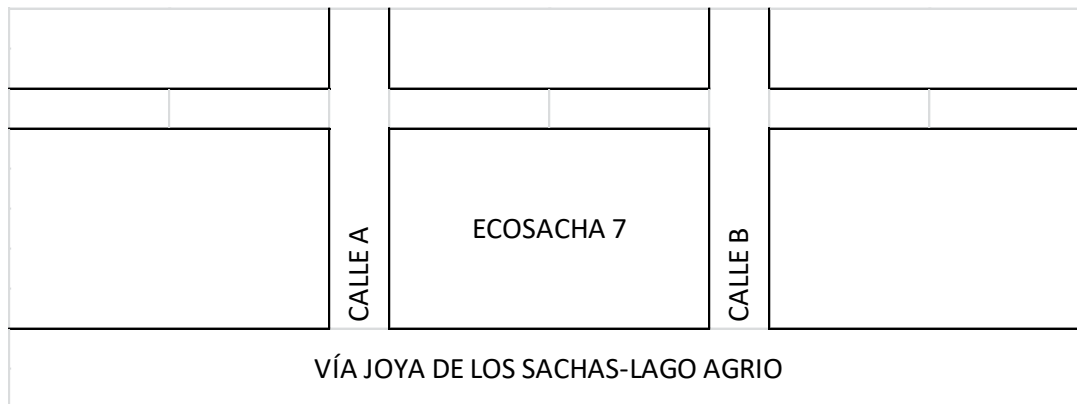 ECOSACHA 7
CALLE A
CALLE B
VÍA JOYA DE LOS SACHAS-LAGO AGRIO